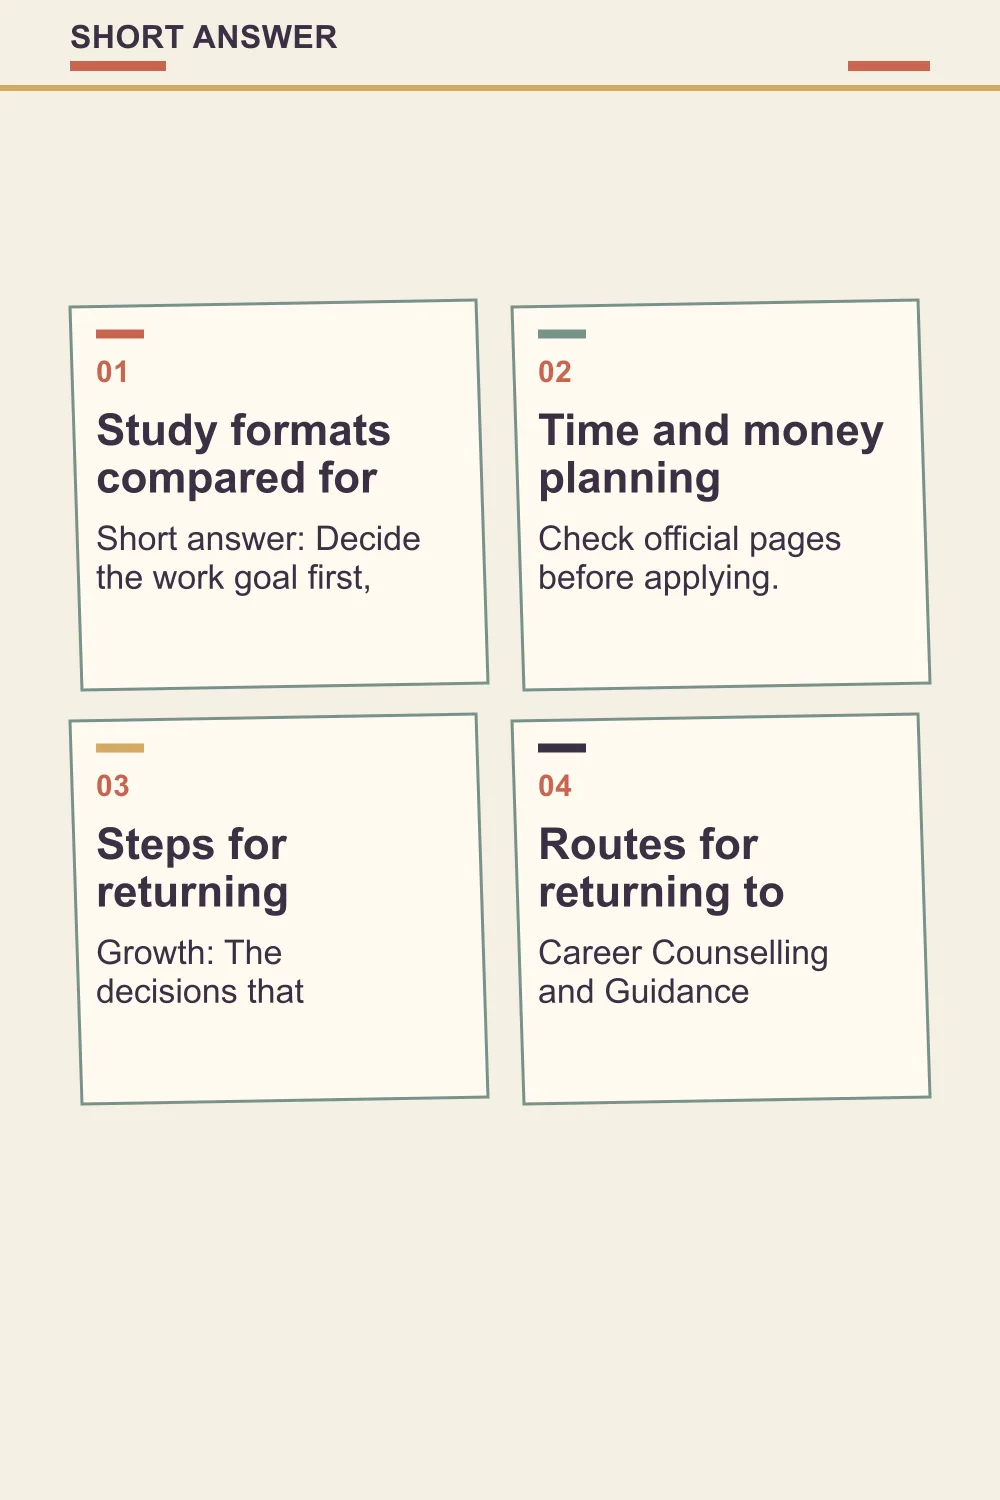 SHORT ANSWER
01
Study formats
compared for
Short answer: Decide
the work goal first,
02
Time and money
planning
Check official pages
before applying.
03
Steps for
returning
Growth: The
decisions that
04
Routes for
returning to
Career Counselling
and Guidance